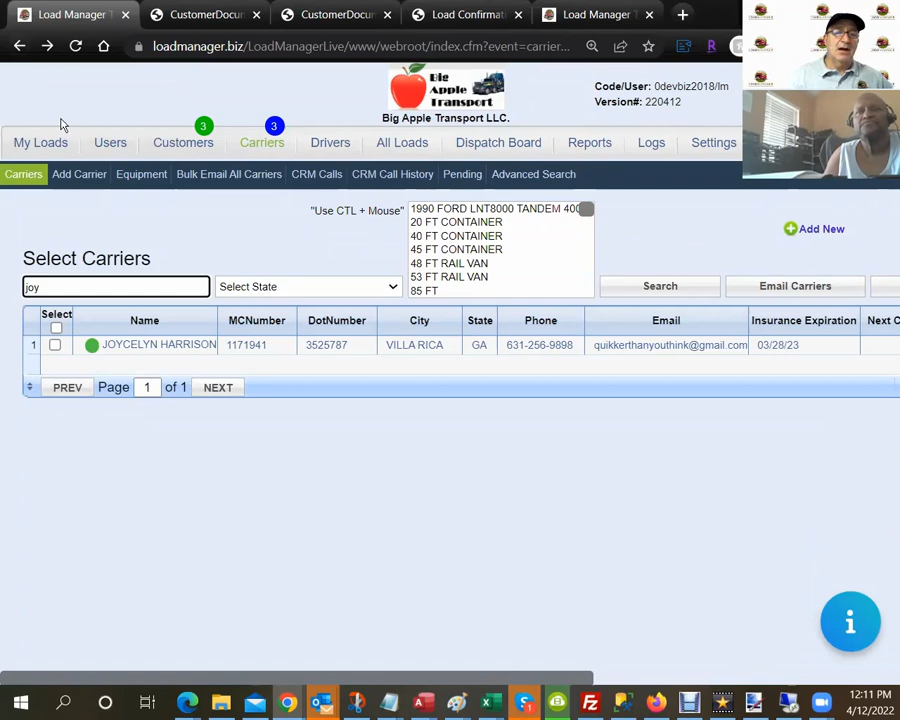 Load Manager T
CustomerDocun
CustomerDocun
Load Confirmat
Load Manager T
loadmanager.biz/LoadManagerLive/www/webroot/index.cfm?event=carrier...
Big
Apple
Transport
Big Apple Transport LLC.
Code/User: 0devbiz2018/lm
Version#: 220412
3
3
My Loads
Users
Customers
Carriers
Drivers
All Loads
Dispatch Board
Reports
Logs
Settings
Carriers
Add Carrier
Equipment
Bulk Email All Carriers
CRM Calls
CRM Call History
Pending
Advanced Search
"Use CTL + Mouse"
1990 FORD LNT8000 TANDEM 400
20 FT CONTAINER
40 FT CONTAINER
45 FT CONTAINER
48 FT RAIL VAN
53 FT RAIL VAN
85 FT
Add New
Select Carriers
joy
Select State
Search
Email Carriers
Select
Name
MCNumber
DotNumber
City
State
Phone
Email
Insurance Expiration
Next C
1
JOYCELYN HARRISON
1171941
3525787
VILLA RICA
GA
631-256-9898
quikkerthanyouthink@gmail.com
03/28/23
PREV
Page
1
of 1
NEXT
i
12:11 PM
4/12/2022